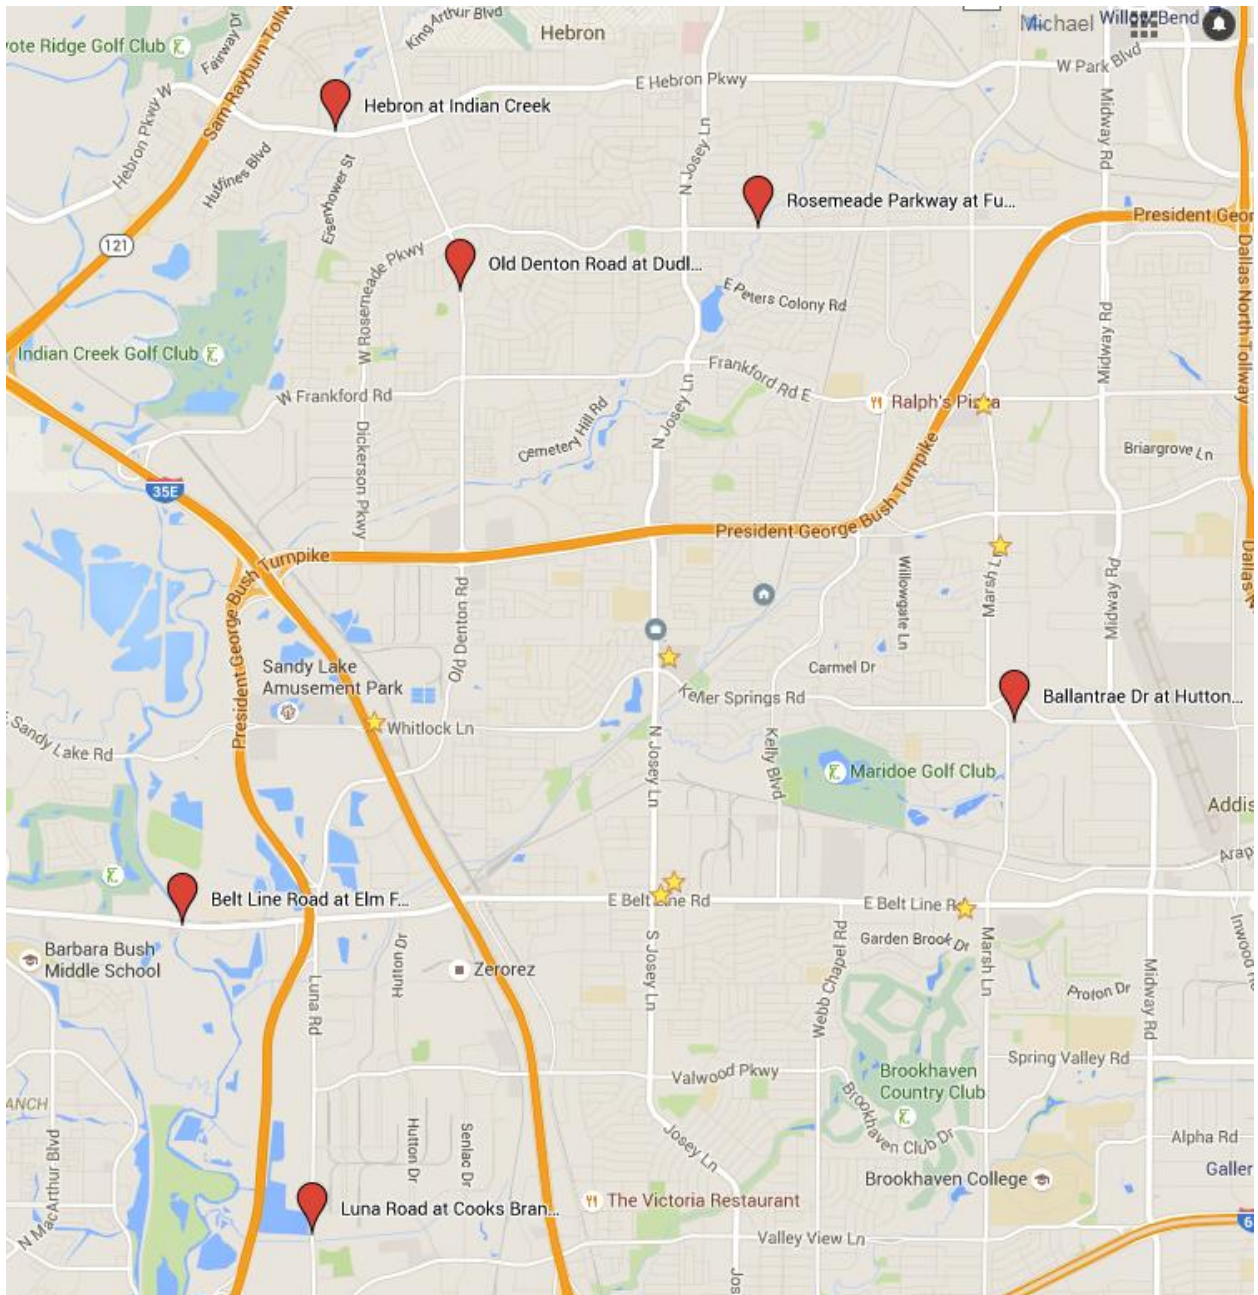 Michael
Willow Bend
yote Ridge Golf Club
Fairway Dr
King Arthur Blvd
Hebron
Sam Rayburn Tollw
W Park Blvd
E Hebron Pkwy
Hebron at Indian Creek
Hebron Pkwy W
Midway Rd
Huffines Blvd
Eisenhower St
N Josey Ln
Rosemeade Parkway at Fu...
President Geor
121
W Rosemeade Pkwy
Old Denton Road at Dudl...
E Peters Colony Rd
Dallas North Tollway
Midway Rd
Indian Creek Golf Club
Frankford Rd E
W Frankford Rd
Ralph's Pizza
N Josey Ln
Cemetery Hill Rd
Dickerson Pkwy
Briargrove Ln
35E
President George Bush Turnpike
President George Bush Turnpike
Marsh Ln
Willowgate Ln
Midway Rd
Old Denton Rd
President George Bush Turnpike
Sandy Lake
Amusement Park
Carmel Dr
Keller Springs Rd
Ballantrae Dr at Hutton...
Whitlock Ln
Sandy Lake Rd
N Josey Ln
Kelly Blvd
Maridoe Golf Club
Addis
Arap
Belt Line Road at Elm F...
E Belt Line Rd
E Belt Line R
Garden Brook Dr
Barbara Bush
Middle School
Zerorez
Hutton Dr
Luna Rd
S Josey Ln
Webb Chapel Rd
Marsh Ln
Proton Dr
Midway Rd
Inwood
Spring Valley Rd
Valwood Pkwy
Brookhaven
Country Club
Brookhaven Club Dr
ANCH
N MacArthur Blvd
Hutton Dr
Senlac Dr
Josey Ln
Alpha Rd
Galler
Brookhaven College
Luna Road at Cooks Bran...
The Victoria Restaurant
Valley View Ln
6
Jos